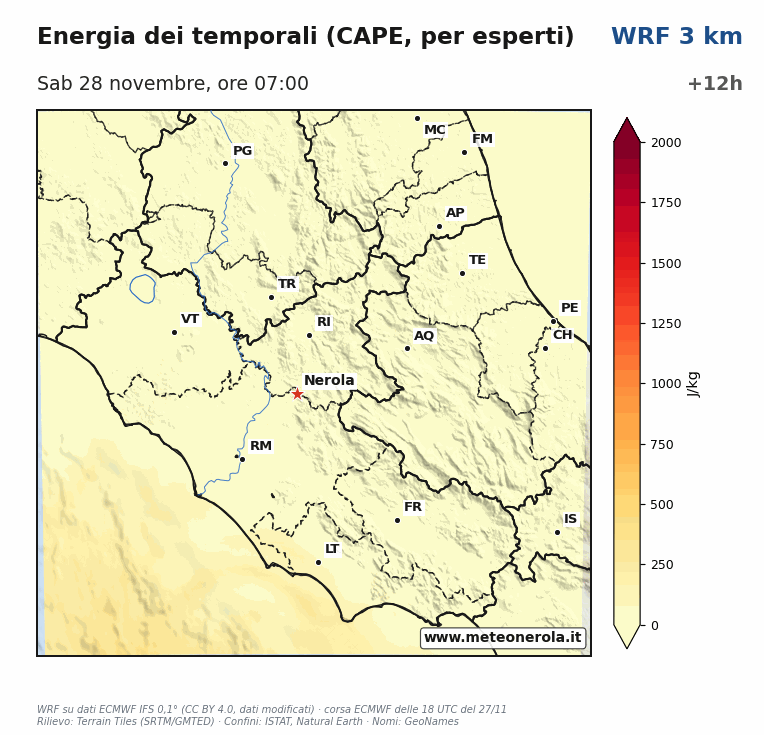 Energia dei temporali (CAPE, per esperti)
WRF 3 km
Sab 28 novembre, ore 07:00
+12h
MC
FM
PG
AP
TE
TR
PE
VT
RI
AQ
CH
Nerola
RM
FR
IS
LT
www.meteonerola.it
2000
1750
1500
1250
1000
750
500
250
0
J/kg
WRF su dati ECMWF IFS 0,1° (CC BY 4.0, dati modificati) · corsa ECMWF delle 18 UTC del 27/11
Rilievo: Terrain Tiles (SRTM/GMTED) · Confini: ISTAT, Natural Earth · Nomi: GeoNames